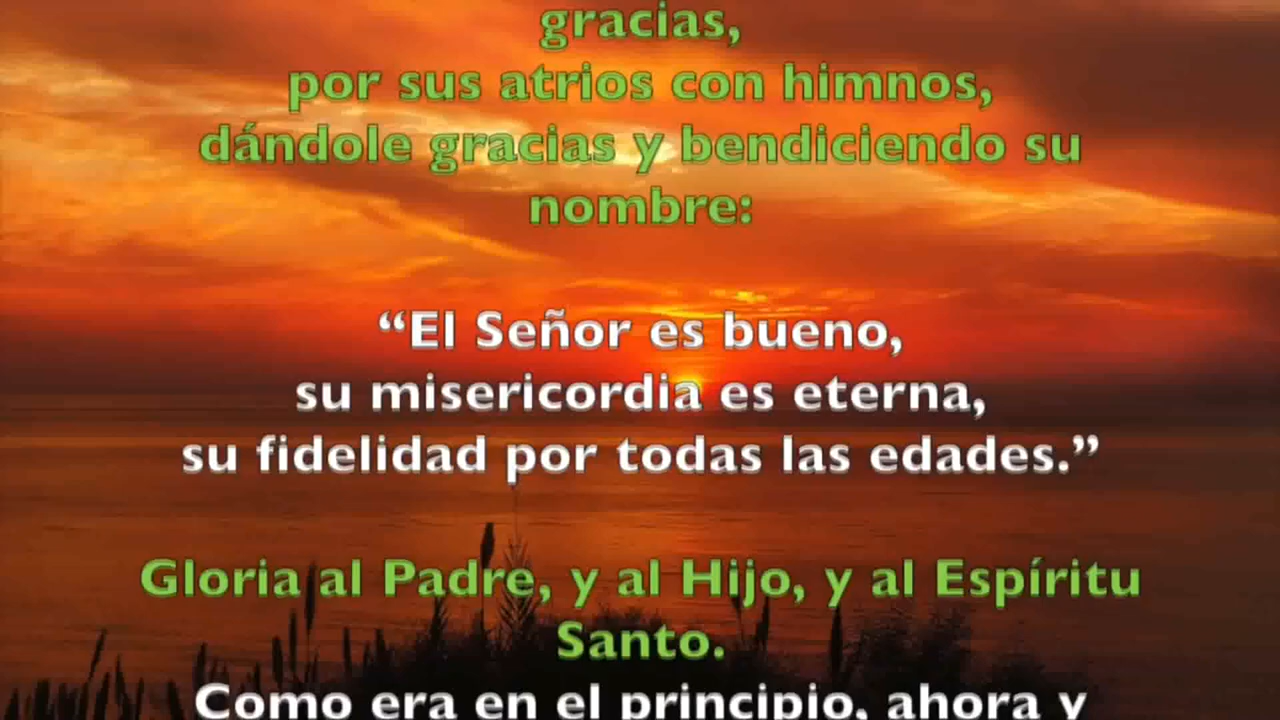 gracias,
por sus atrios con himnos,
dándole gracias y bendiciendo su
nombre:
“El Señor es bueno,
su misericordia es eterna,
su fidelidad por todas las edades.”
Gloria al Padre, y al Hijo, y al Espíritu
Santo.
Como era en el principio, ahora y